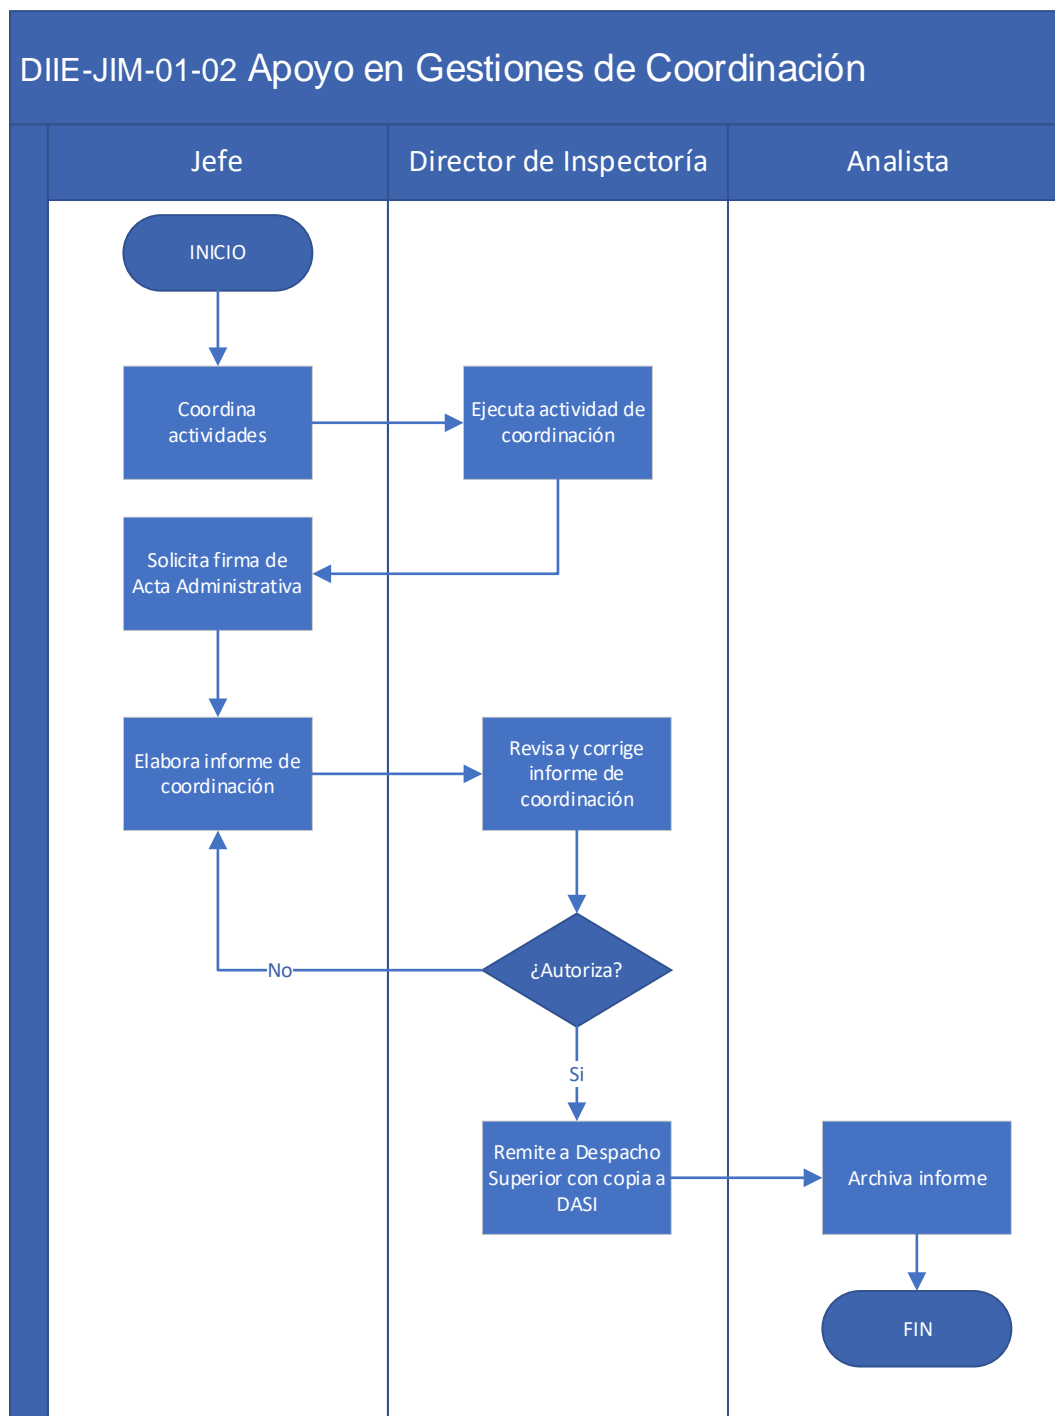 DIIE-JIM-01-02 Apoyo en Gestiones de Coordinación
Jefe
Director de Inspectoría
Analista
INICIO
Coordina
actividades
Ejecuta actividad de
coordinación
Solicita firma de
Acta Administrativa
Elabora informe de
coordinación
Revisa y corrige
informe de
coordinación
¿Autoriza?
No
Si
Remite a Despacho
Superior con copia a
DASI
Archiva informe
FIN